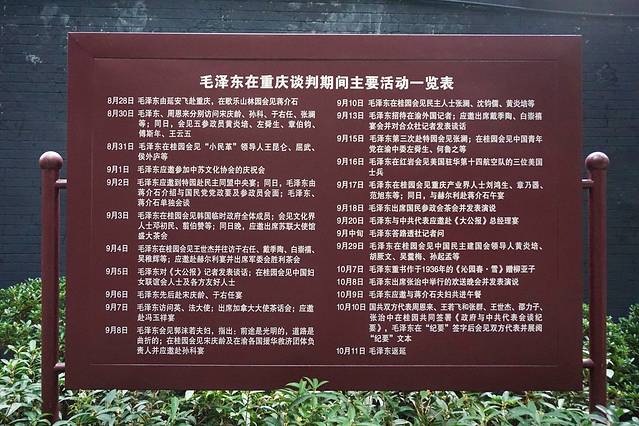 毛泽东在重庆谈判期间主要活动一览表
8月28日 毛泽东由延安飞赴重庆，在歌乐山林园会见蒋介石
8月30日 毛泽东、周恩来分别访问宋庆龄、孙科、于右任、张澜
等；同日，会见五参政员黄炎培、左舜生、章伯钧、
傅斯年、王云五
8月31日 毛泽东在桂园会见“小民革”领导人王昆仑、屈武、
侯外庐等
9月1日 毛泽东应邀参加中苏文化协会的庆祝会
9月2日 毛泽东应邀到特园赴民主同盟中央宴；同日，毛泽东由
蒋介石介绍与国民党党政要及参政员会面；毛泽东、
蒋介石单独会谈
9月3日 毛泽东在桂园会见韩国临时政府全体成员；会见文化界
人士邓初民、翦伯赞等；同日晚，应邀出席苏联大使馆
盛大茶会
9月4日 毛泽东在桂园会见王世杰并往访于右任、戴季陶、白崇禧、
吴稚辉等；应邀赴赫尔利宴并出席军委会胜利茶会
9月5日 毛泽东对《大公报》记者发表谈话；在桂园会见中国妇
女联谊会人士及各方友好人士
9月6日 毛泽东先后赴宋庆龄、于右任宴
9月7日 毛泽东访问英、法大使；出席加拿大大使茶话会；应邀
赴冯玉祥宴
9月8日 毛泽东会见郭沫若夫妇，指出：前途是光明的，道路是
曲折的；在桂园会见宋庆龄及在渝各国援华救济团体负
责人并应邀赴孙科宴
9月10日 毛泽东在桂园会见民主人士张澜、沈钧儒、黄炎培等
9月13日 毛泽东招待在渝外国记者；应邀出席戴季陶、白崇禧
宴会并对合众社记者发表谈话
9月15日 毛泽东第三次赴特园会见张澜；在桂园会见中国青年
党在渝中委左舜生、何鲁之等
9月16日 毛泽东在红岩会见美国驻华第十四航空队的三位美国
士兵
9月17日 毛泽东在桂园会见重庆产业界人士刘鸿生、章乃器、
范旭东等；同日，与赫尔利赴蒋介石午宴
9月18日 毛泽东出席国民参政会茶会并发表演说
9月20日 毛泽东与中共代表应邀赴《大公报》总经理宴
9月中旬 毛泽东答路透社记者问
9月29日 毛泽东在桂园会见中国民主建国会领导人黄炎培、
胡厥文、吴羹梅、孙起孟等
10月7日 毛泽东重书作于1936年的《沁园春·雪》赠柳亚子
10月8日 毛泽东出席张治中举行的欢送晚会并发表演说
10月9日 毛泽东应邀与蒋介石夫妇共进午餐
10月10日 国共双方代表周恩来、王若飞和张群、王世杰、邵力子、
张治中在桂园共同签署《政府与中共代表会谈纪
要》，毛泽东在“纪要”签字后会见双方代表并展阅
“纪要”文本
10月11日 毛泽东返延